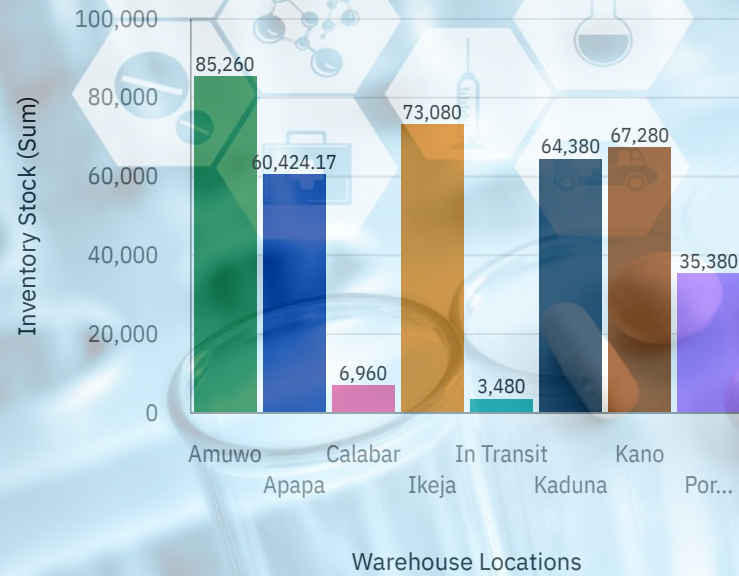 100,000
80,000
60,000
40,000
20,000
0
Inventory Stock (Sum)
85,260
60,424.17
6,960
73,080
3,480
64,380
67,280
35,380
Amuwo
Apapa
Calabar
Ikeja
In Transit
Kaduna
Kano
Por...
Warehouse Locations